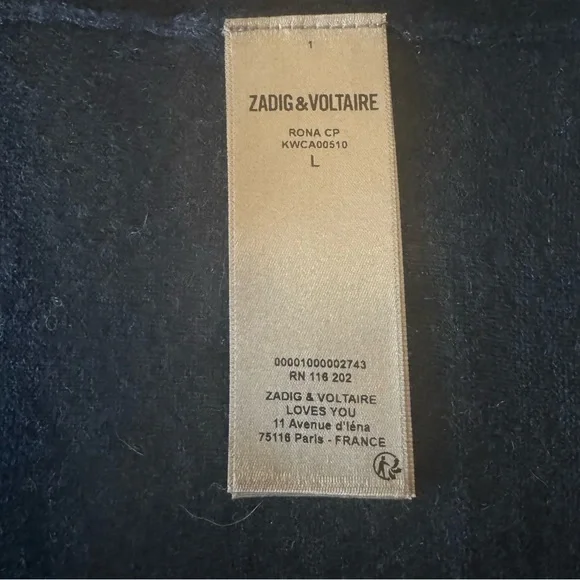 1
ZADIG & VOLTAIRE
RONA CP
KWCA00510
L
00001000002743
RN 116 202
ZADIG & VOLTAIRE
LOVES YOU
11 Avenue d'Iéna
75116 Paris - FRANCE